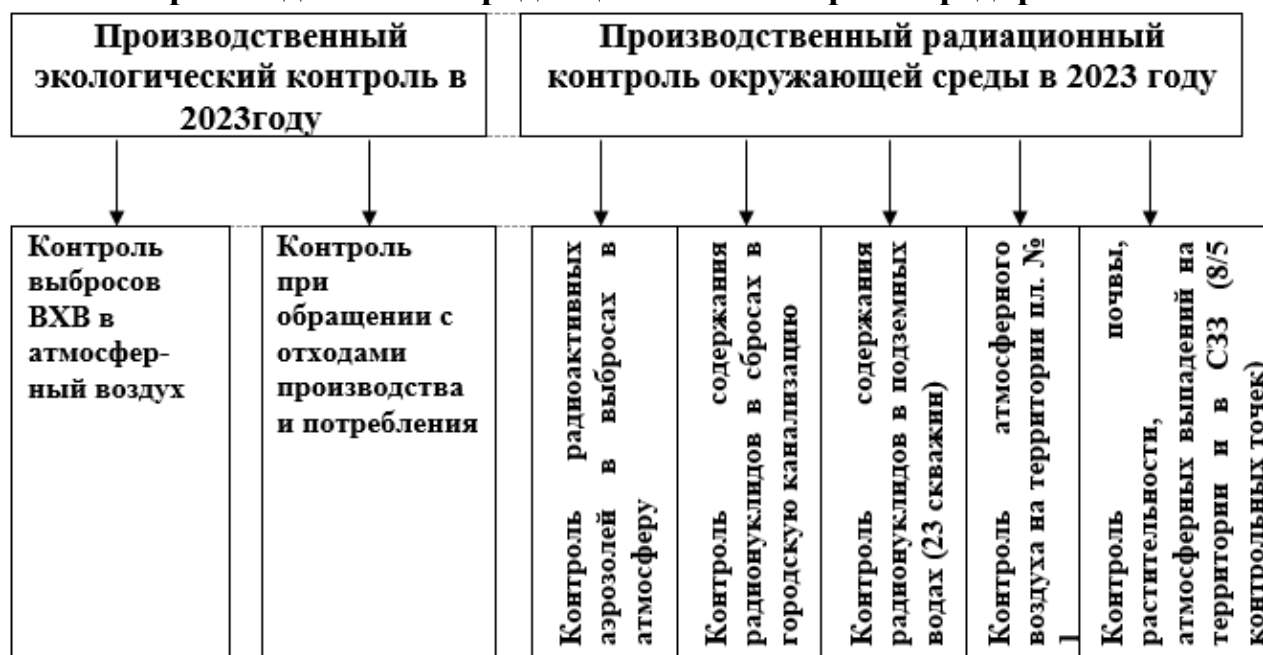 Производственный
экологический контроль в
2023году
Производственный радиационный
контроль окружающей среды в 2023 году
Контроль
выбросов
ВХВ в
атмосфер-
ный воздух
Контроль
при
обращении с
отходами
производства
и потребления
Контроль радиоактивных
аэрозолей в выбросах в
атмосферу
Контроль содержания
радионуклидов в сбросах в
городскую канализацию
Контроль содержания
радионуклидов в подземных
водах (23 скважин)
Контроль атмосферного
воздуха на территории пл. №
1
Контроль почвы,
растительности,
атмосферных выпадений на
территории и в СЗЗ (8/5
контрольных точек)